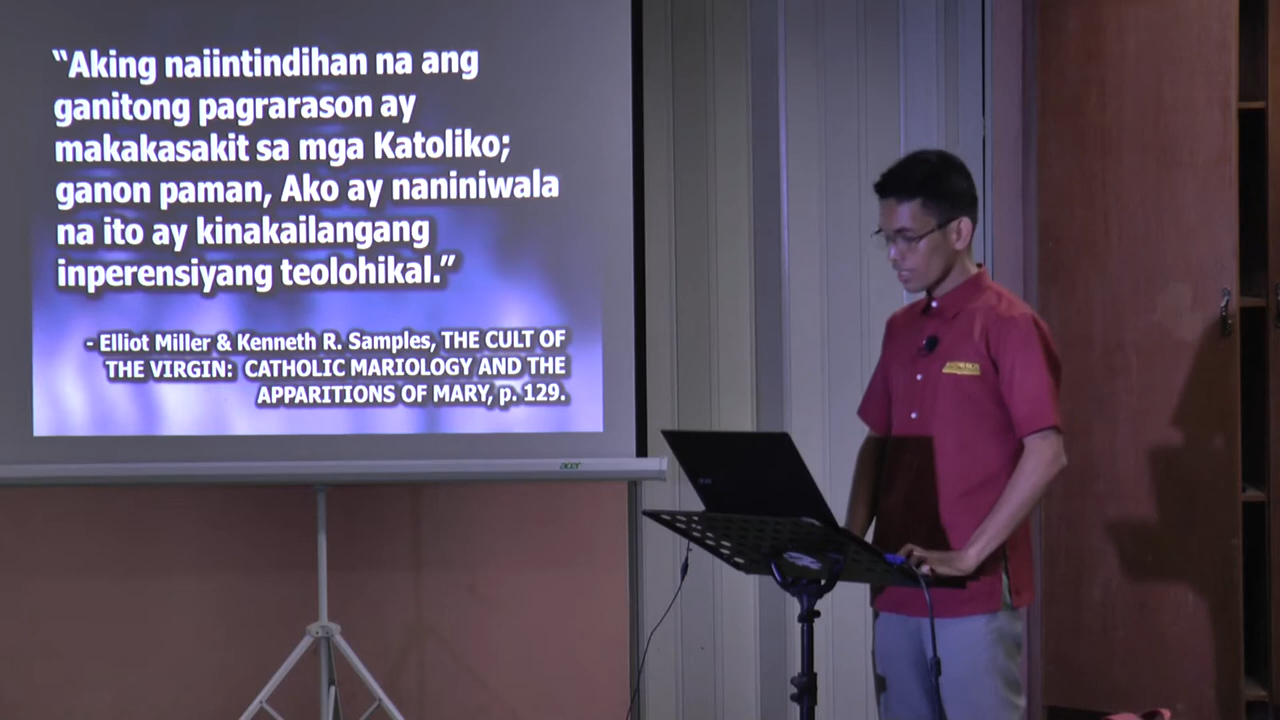 “Aking naiintindihan na ang
ganitong pagrarason ay
makakasakit sa mga Katoliko;
ganon paman, Ako ay naniniwala
na ito ay kinakailangang
inperensiyang teolohikal.”
- Elliot Miller & Kenneth R. Samples, THE CULT OF
THE VIRGIN: CATHOLIC MARIOLOGY AND THE
APPARITIONS OF MARY, p. 129.
acer